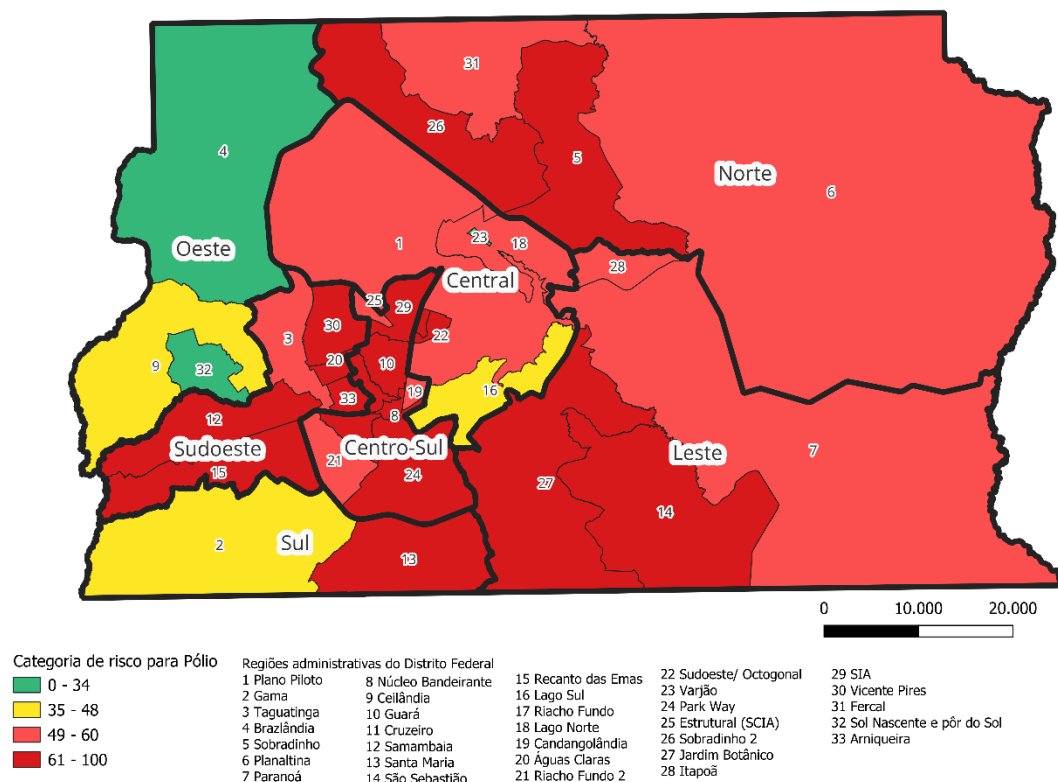 31
26
4
5
Norte
6
Oeste
1
23
18
28
Central
25
29
3
30
22
20
10
9
32
16
19
33
8
12
Sudoeste
Centro-Sul
21
24
Leste
7
15
27
14
2
Sul
13
0 10.000 20.000
Categoria de risco para Pólio
0 - 34
35 - 48
49 - 60
61 - 100
Regiões administrativas do Distrito Federal
1 Plano Piloto
2 Gama
3 Taguatinga
4 Brazlândia
5 Sobradinho
6 Planaltina
7 Paranoá
8 Núcleo Bandeirante
9 Ceilândia
10 Guará
11 Cruzeiro
12 Samambaia
13 Santa Maria
14 São Sebastião
15 Recanto das Emas
16 Lago Sul
17 Riacho Fundo
18 Lago Norte
19 Candangolândia
20 Águas Claras
21 Riacho Fundo 2
22 Sudoeste/ Octogonal
23 Varjão
24 Park Way
25 Estrutural (SCIA)
26 Sobradinho 2
27 Jardim Botânico
28 Itapoã
29 SIA
30 Vicente Pires
31 Fercal
32 Sol Nascente e pôr do Sol
33 Arniqueira